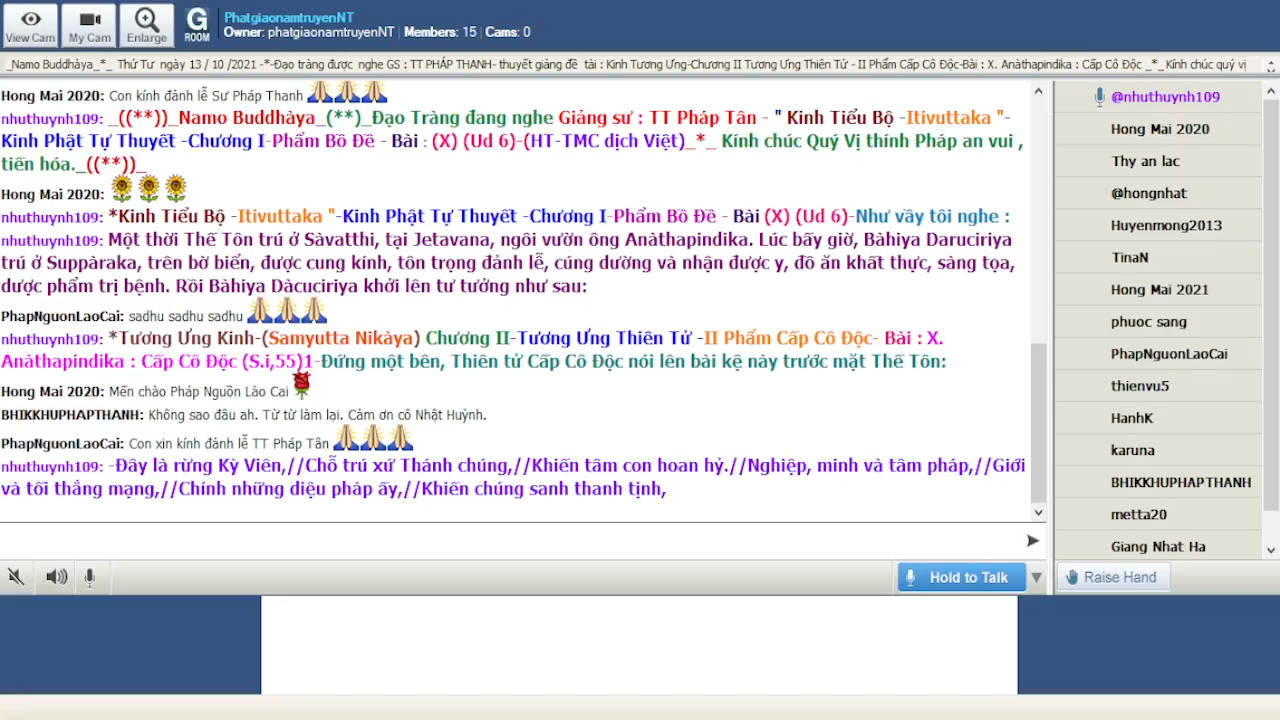 View Cam
My Cam
Enlarge
G
ROOM
PhatgiaonamtruyenNT
Owner: phatgiaonamtruyenNT | Members: 15 | Cams: 0
_Namo Buddhàya_*_ Thứ Tư ngày 13 / 10 /2021 -*-Đạo tràng được nghe GS : TT PHÁP THANH- thuyết giảng đề tài : Kinh Tương Ưng-Chương II Tương Ưng Thiên Tử - II Phẩm Cấp Cô Độc-Bài : X. Anàthapindika : Cấp Cô Độc _*_ Kính chúc quý vị
Hong Mai 2020: Con kính đảnh lễ Sư Pháp Thanh
nhuthuynh109: _((**))_Namo Buddhàya_(**)_Đạo Tràng đang nghe Giảng sư : TT Pháp Tân - " Kinh Tiểu Bộ -Itivuttaka "-
Kinh Phật Tự Thuyết -Chương I-Phẩm Bồ Đề - Bài : (X) (Ud 6)-(HT-TMC dịch Việt)_*_ Kính chúc Quý Vị thính Pháp an vui ,
tiến hóa._((**))_
Hong Mai 2020:
nhuthuynh109: *Kinh Tiểu Bộ -Itivuttaka "-Kinh Phật Tự Thuyết -Chương I-Phẩm Bồ Đề - Bài (X) (Ud 6)-Như vầy tôi nghe :
nhuthuynh109: Một thời Thế Tôn trú ở Sàvatthi, tại Jetavana, ngôi vườn ông Anàthapindika. Lúc bấy giờ, Bàhiya Daruciriya
trú ở Suppàraka, trên bờ biển, được cung kính, tôn trọng đảnh lễ, cúng dường và nhận được y, đồ ăn khất thực, sàng tọa,
dược phẩm trị bệnh. Rồi Bàhiya Dàcuciriya khởi lên tư tưởng như sau:
PhapNguonLaoCai: sadhu sadhu sadhu
nhuthuynh109: *Tương Ưng Kinh-(Samyutta Nikàya) Chương II-Tương Ưng Thiên Tử -II Phẩm Cấp Cô Độc- Bài : X.
Anàthapindika : Cấp Cô Độc (S.i,55)1-Đứng một bên, Thiên tử Cấp Cô Độc nói lên bài kệ này trước mặt Thế Tôn:
Hong Mai 2020: Mến chào Pháp Nguồn Lào Cai
BHIKKHUPHAPTHANH: Không sao đâu ah. Từ từ làm lại. Cảm ơn cô Nhật Huỳnh.
PhapNguonLaoCai: Con xin kính đảnh lễ TT Pháp Tân
nhuthuynh109: -Đây là rừng Kỳ Viên,//Chỗ trú xứ Thánh chúng,//Khiến tâm con hoan hỷ.//Nghiệp, minh và tâm pháp,//Giới
và tối thắng mạng,//Chính những diệu pháp ấy,//Khiến chúng sanh thanh tịnh,
@nhuthuynh109
Hong Mai 2020
Thy an lac
@hongnhat
Huyenmong2013
TinaN
Hong Mai 2021
phuoc sang
PhapNguonLaoCai
thienvu5
HanhK
karuna
BHIKKHUPHAPTHANH
metta20
Giang Nhat Ha
Hold to Talk
Raise Hand